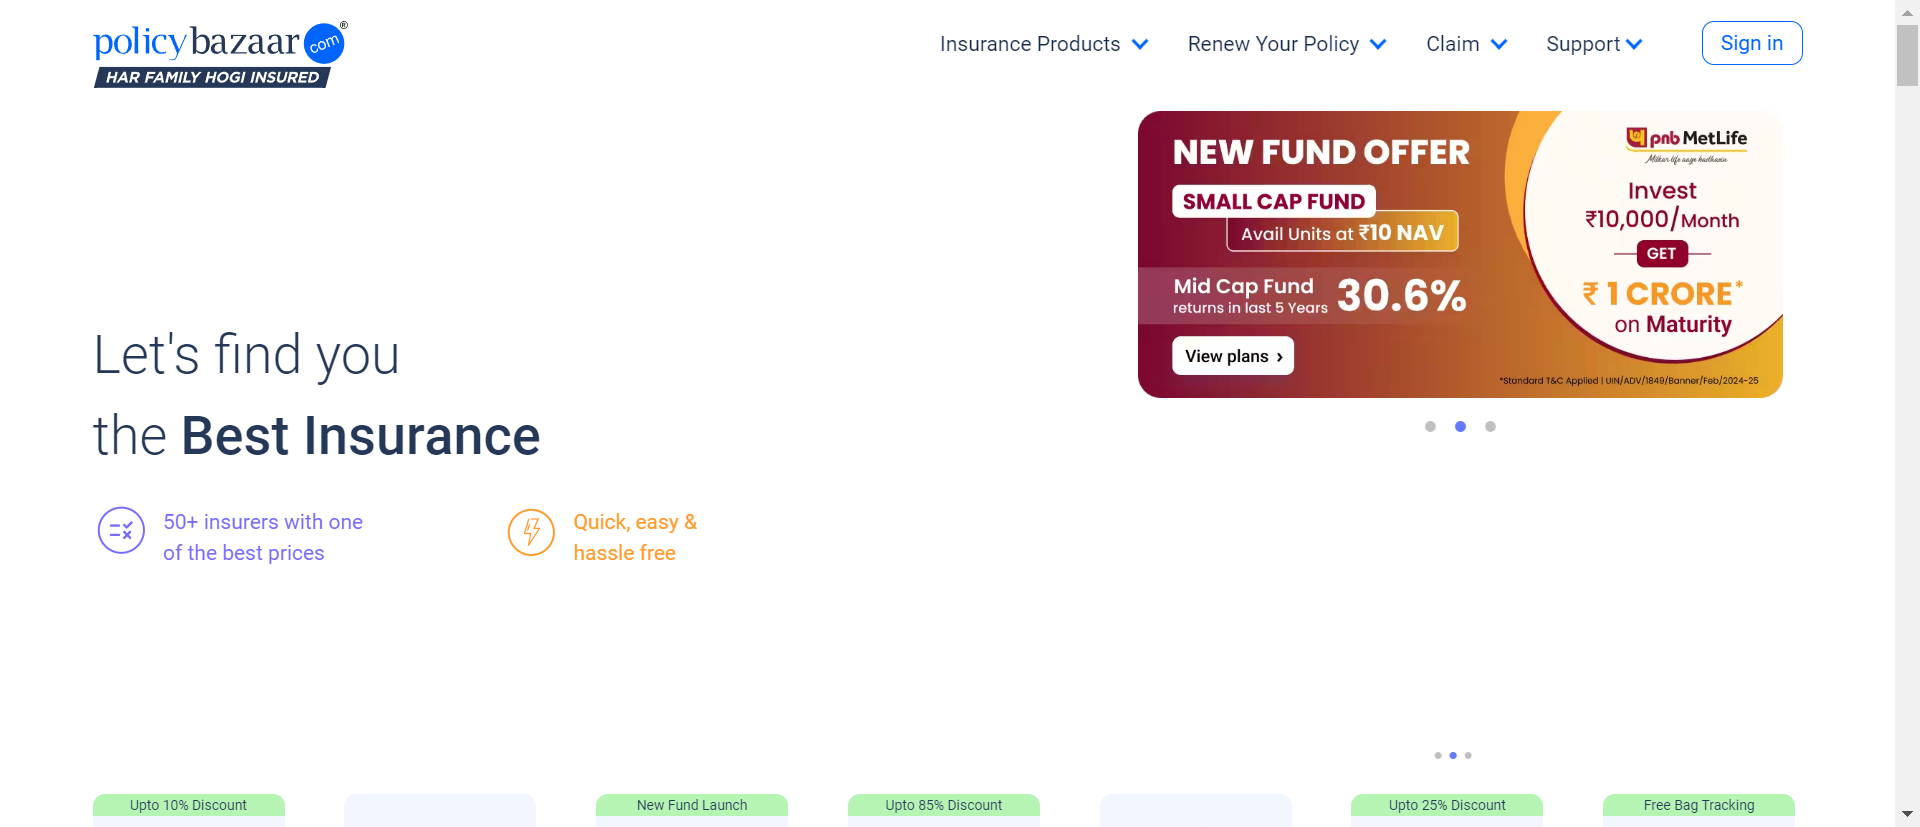 policybazaar com ®
HAR FAMILY HOGI INSURED
Insurance Products
Renew Your Policy
Claim
Support
Sign in
NEW FUND OFFER
SMALL CAP FUND
Avail Units at ₹10 NAV
Mid Cap Fund
returns in last 5 Years
30.6%
View plans ›
pnb MetLife
Milkar life aage badhaein
Invest
₹10,000/Month
GET
₹ 1 CRORE*
on Maturity
*Standard T&C Applied | UIN/ADV/1849/Banner/Feb/2024-25
Let's find you
the Best Insurance
50+ insurers with one
of the best prices
Quick, easy &
hassle free
Upto 10% Discount
New Fund Launch
Upto 85% Discount
Upto 25% Discount
Free Bag Tracking